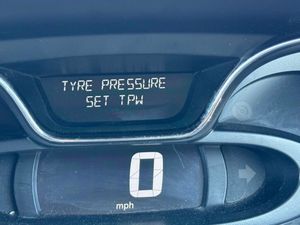 TYRE PRESSURE
SET TPW
0
mph